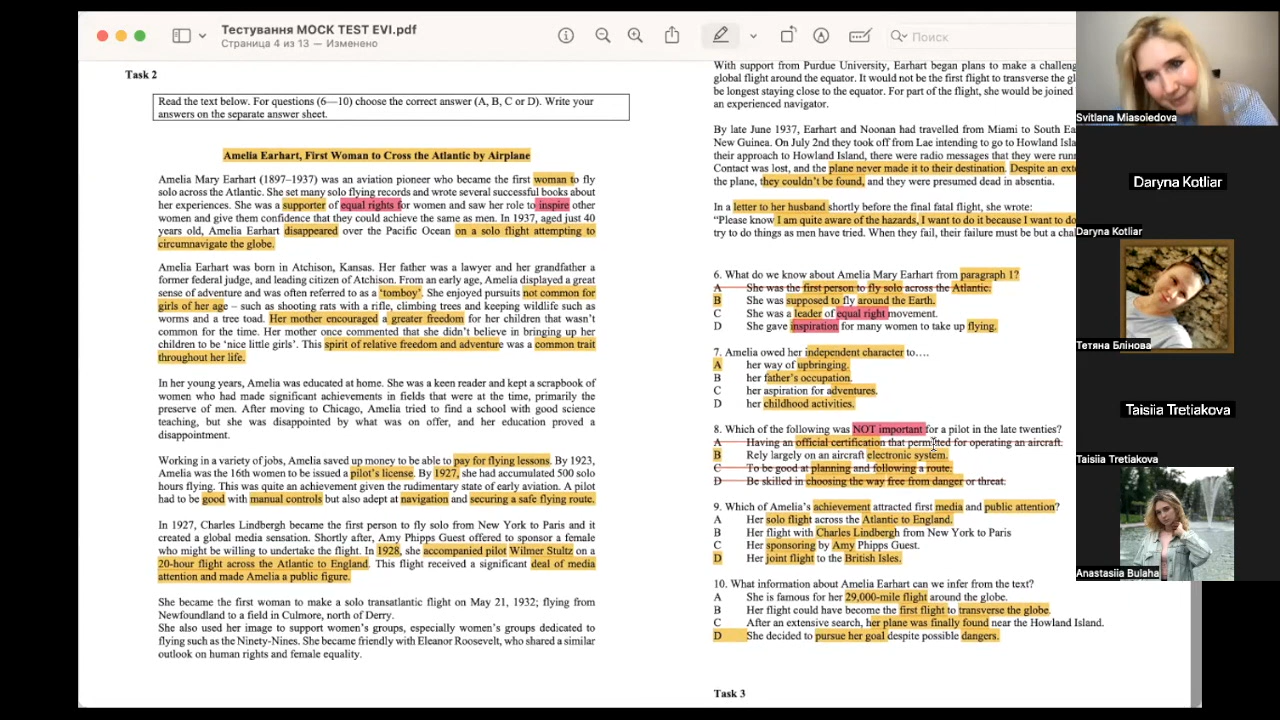 Тестування MOCK TEST EVI.pdf
Страница 4 из 13 — Изменено
Поиск
Task 2
Read the text below. For questions (6—10) choose the correct answer (A, B, C or D). Write your
answers on the separate answer sheet.
Amelia Earhart, First Woman to Cross the Atlantic by Airplane
Amelia Mary Earhart (1897–1937) was an aviation pioneer who became the first woman to fly
solo across the Atlantic. She set many solo flying records and wrote several successful books about
her experiences. She was a supporter of equal rights for women and saw her role to inspire other
women and give them confidence that they could achieve the same as men. In 1937, aged just 40
years old, Amelia Earhart disappeared over the Pacific Ocean on a solo flight attempting to
circumnavigate the globe.
Amelia Earhart was born in Atchison, Kansas. Her father was a lawyer and her grandfather a
former federal judge, and leading citizen of Atchison. From an early age, Amelia displayed a great
sense of adventure and was often referred to as a ‘tomboy’. She enjoyed pursuits not common for
girls of her age – such as shooting rats with a rifle, climbing trees and keeping wildlife such as
worms and a tree toad. Her mother encouraged a greater freedom for her children that wasn’t
common for the time. Her mother once commented that she didn’t believe in bringing up her
children to be ‘nice little girls’. This spirit of relative freedom and adventure was a common trait
throughout her life.
In her young years, Amelia was educated at home. She was a keen reader and kept a scrapbook of
women who had made significant achievements in fields that were at the time, primarily the
preserve of men. After moving to Chicago, Amelia tried to find a school with good science
teaching, but she was disappointed by what was on offer, and her education proved a
disappointment.
Working in a variety of jobs, Amelia saved up money to be able to pay for flying lessons. By 1923,
Amelia was the 16th women to be issued a pilot’s license. By 1927, she had accumulated 500 solo
hours flying. This was quite an achievement given the rudimentary state of early aviation. A pilot
had to be good with manual controls but also adept at navigation and securing a safe flying route.
In 1927, Charles Lindbergh became the first person to fly solo from New York to Paris and it
created a global media sensation. Shortly after, Amy Phipps Guest offered to sponsor a female
who might be willing to undertake the flight. In 1928, she accompanied pilot Wilmer Stultz on a
20-hour flight across the Atlantic to England. This flight received a significant deal of media
attention and made Amelia a public figure.
She became the first woman to make a solo transatlantic flight on May 21, 1932; flying from
Newfoundland to a field in Culmore, north of Derry.
She also used her image to support women’s groups, especially women’s groups dedicated to
flying such as the Ninety-Nines. She became friendly with Eleanor Roosevelt, who shared a similar
outlook on human rights and female equality.
With support from Purdue University, Earhart began plans to make a challeng
global flight around the equator. It would not be the first flight to transverse the gl
be longest staying close to the equator. For part of the flight, she would be joined
an experienced navigator.
By late June 1937, Earhart and Noonan had travelled from Miami to South Ea
New Guinea. On July 2nd they took off from Lae intending to go to Howland Island,
their approach to Howland Island, there were radio messages that they were runn
Contact was lost, and the plane never made it to their destination. Despite an ext
the plane, they couldn’t be found, and they were presumed dead in absentia.
In a letter to her husband shortly before the final fatal flight, she wrote:
“Please know I am quite aware of the hazards, I want to do it because I want to do
try to do things as men have tried. When they fail, their failure must be but a chal
6. What do we know about Amelia Mary Earhart from paragraph 1?
A She was the first person to fly solo across the Atlantic.
B She was supposed to fly around the Earth.
C She was a leader of equal right movement.
D She gave inspiration for many women to take up flying.
7. Amelia owed her independent character to….
A her way of upbringing.
B her father’s occupation.
C her aspiration for adventures.
D her childhood activities.
8. Which of the following was NOT important for a pilot in the late twenties?
A Having an official certification that permitted for operating an aircraft.
B Rely largely on an aircraft electronic system.
C To be good at planning and following a route.
D Be skilled in choosing the way free from danger or threat.
9. Which of Amelia’s achievement attracted first media and public attention?
A Her solo flight across the Atlantic to England.
B Her flight with Charles Lindbergh from New York to Paris
C Her sponsoring by Amy Phipps Guest.
D Her joint flight to the British Isles.
10. What information about Amelia Earhart can we infer from the text?
A She is famous for her 29,000-mile flight around the globe.
B Her flight could have become the first flight to transverse the globe.
C After an extensive search, her plane was finally found near the Howland Island.
D She decided to pursue her goal despite possible dangers.
Task 3
Svitlana Miasoiedova
Daryna Kotliar
Daryna Kotliar
Тетяна Блінова
Taisiia Tretiakova
Taisiia Tretiakova
Anastasiia Bulaha